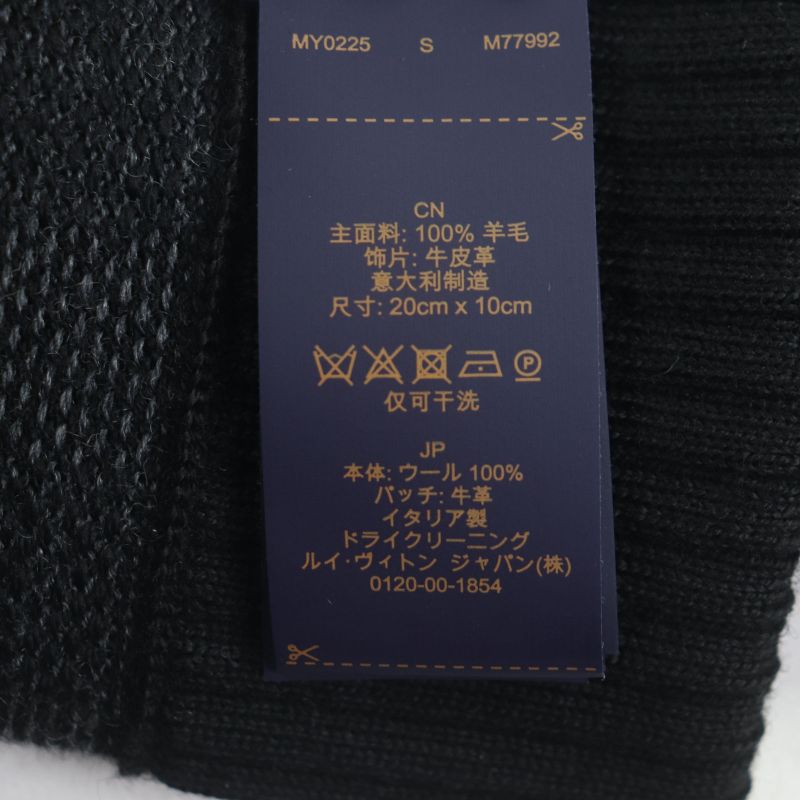 MY0225 S M77992
CN
主面料: 100% 羊毛
饰片: 牛皮革
意大利制造
尺寸: 20cm x 10cm
P
仅可干洗
JP
本体: ウール 100%
パッチ: 牛革
イタリア製
ドライクリーニング
ルイ･ヴィトン ジャパン(株)
0120-00-1854